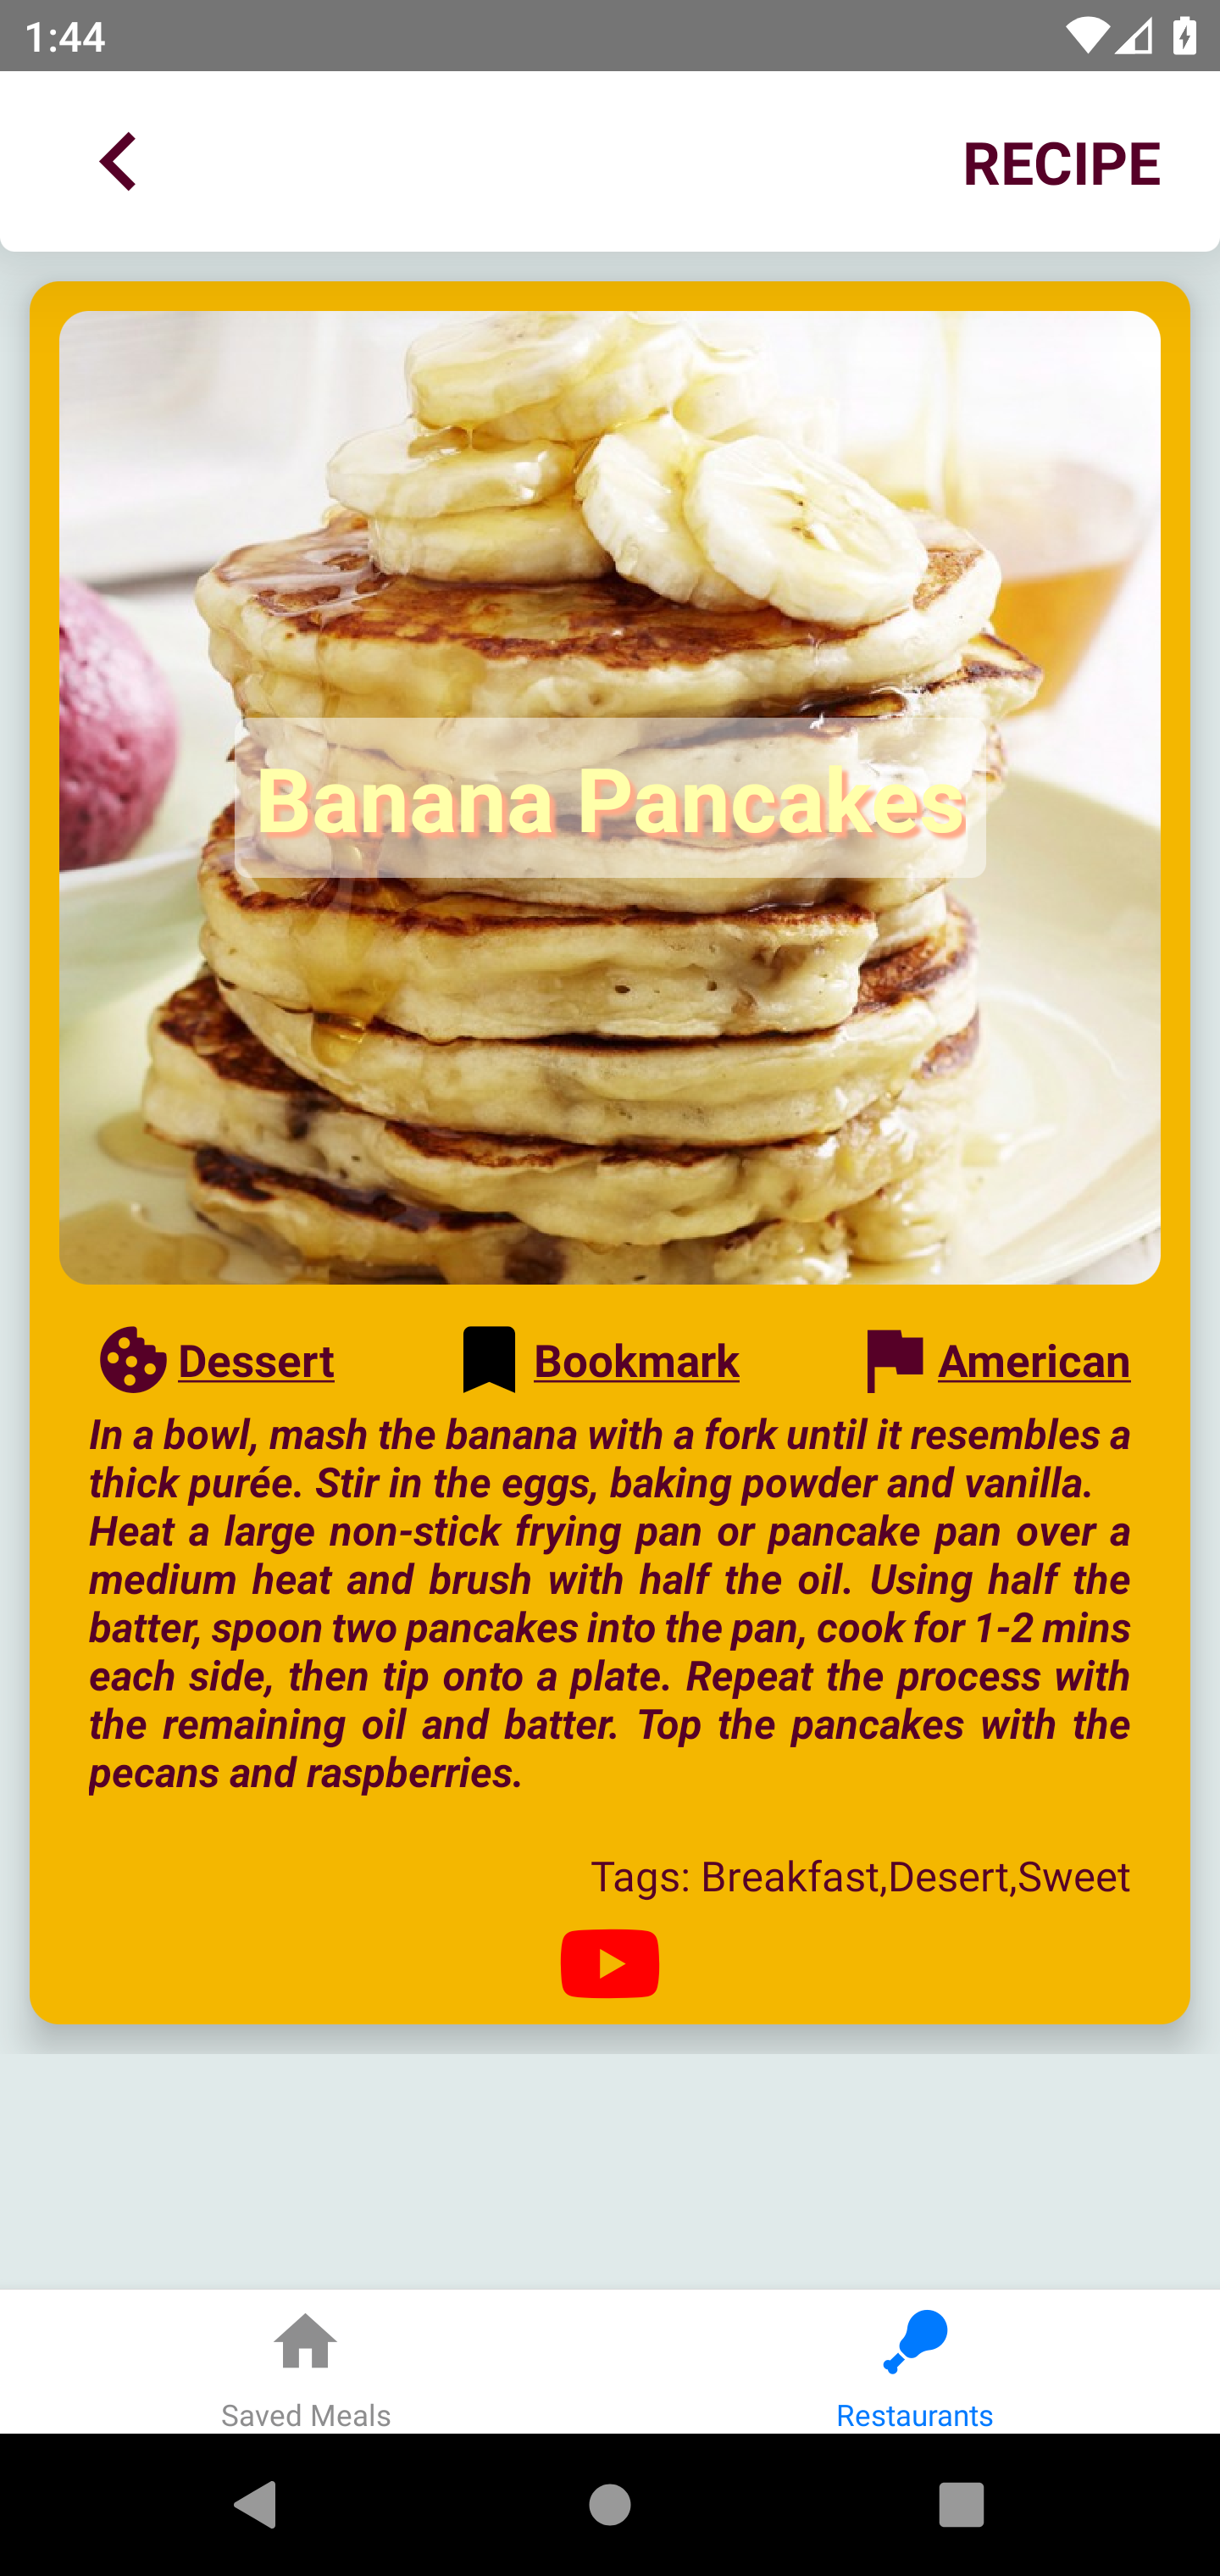 1:44
RECIPE
Banana Pancakes
Dessert
Bookmark
American
In a bowl, mash the banana with a fork until it resembles a
thick purée. Stir in the eggs, baking powder and vanilla.
Heat a large non-stick frying pan or pancake pan over a
medium heat and brush with half the oil. Using half the
batter, spoon two pancakes into the pan, cook for 1-2 mins
each side, then tip onto a plate. Repeat the process with
the remaining oil and batter. Top the pancakes with the
pecans and raspberries.
Tags: Breakfast,Desert,Sweet
Saved Meals
Restaurants